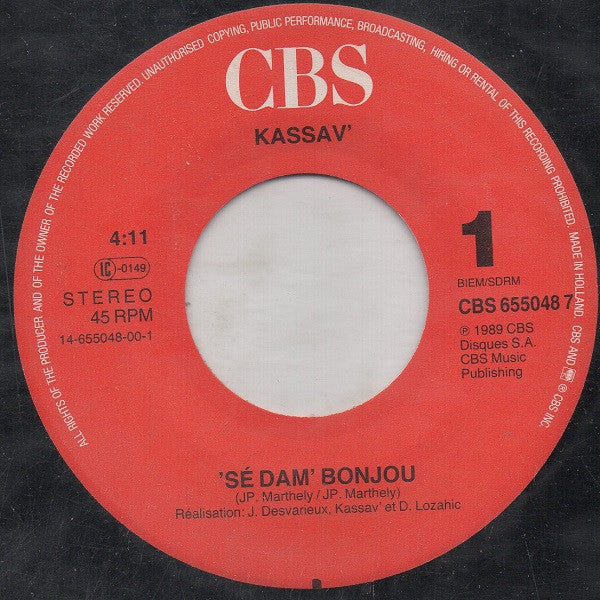 ALL RIGHTS OF THE PRODUCER AND OF THE OWNER OF THE RECORDED WORK RESERVED. UNAUTHORISED COPYING, PUBLIC PERFORMANCE, BROADCASTING, HIRING OR RENTAL OF THIS RECORDING PROHIBITED. MADE IN HOLLAND. CBS AND ® CBS INC.
CBS
KASSAV'
4:11
LC-0149
STEREO
45 RPM
14-655048-00-1
1
BIEM/SDRM
CBS 655048 7
℗ 1989 CBS
Disques S.A.
CBS Music
Publishing
'SÉ DAM' BONJOU
(JP. Marthely / JP. Marthely)
Réalisation: J. Desvarieux, Kassav' et D. Lozahic